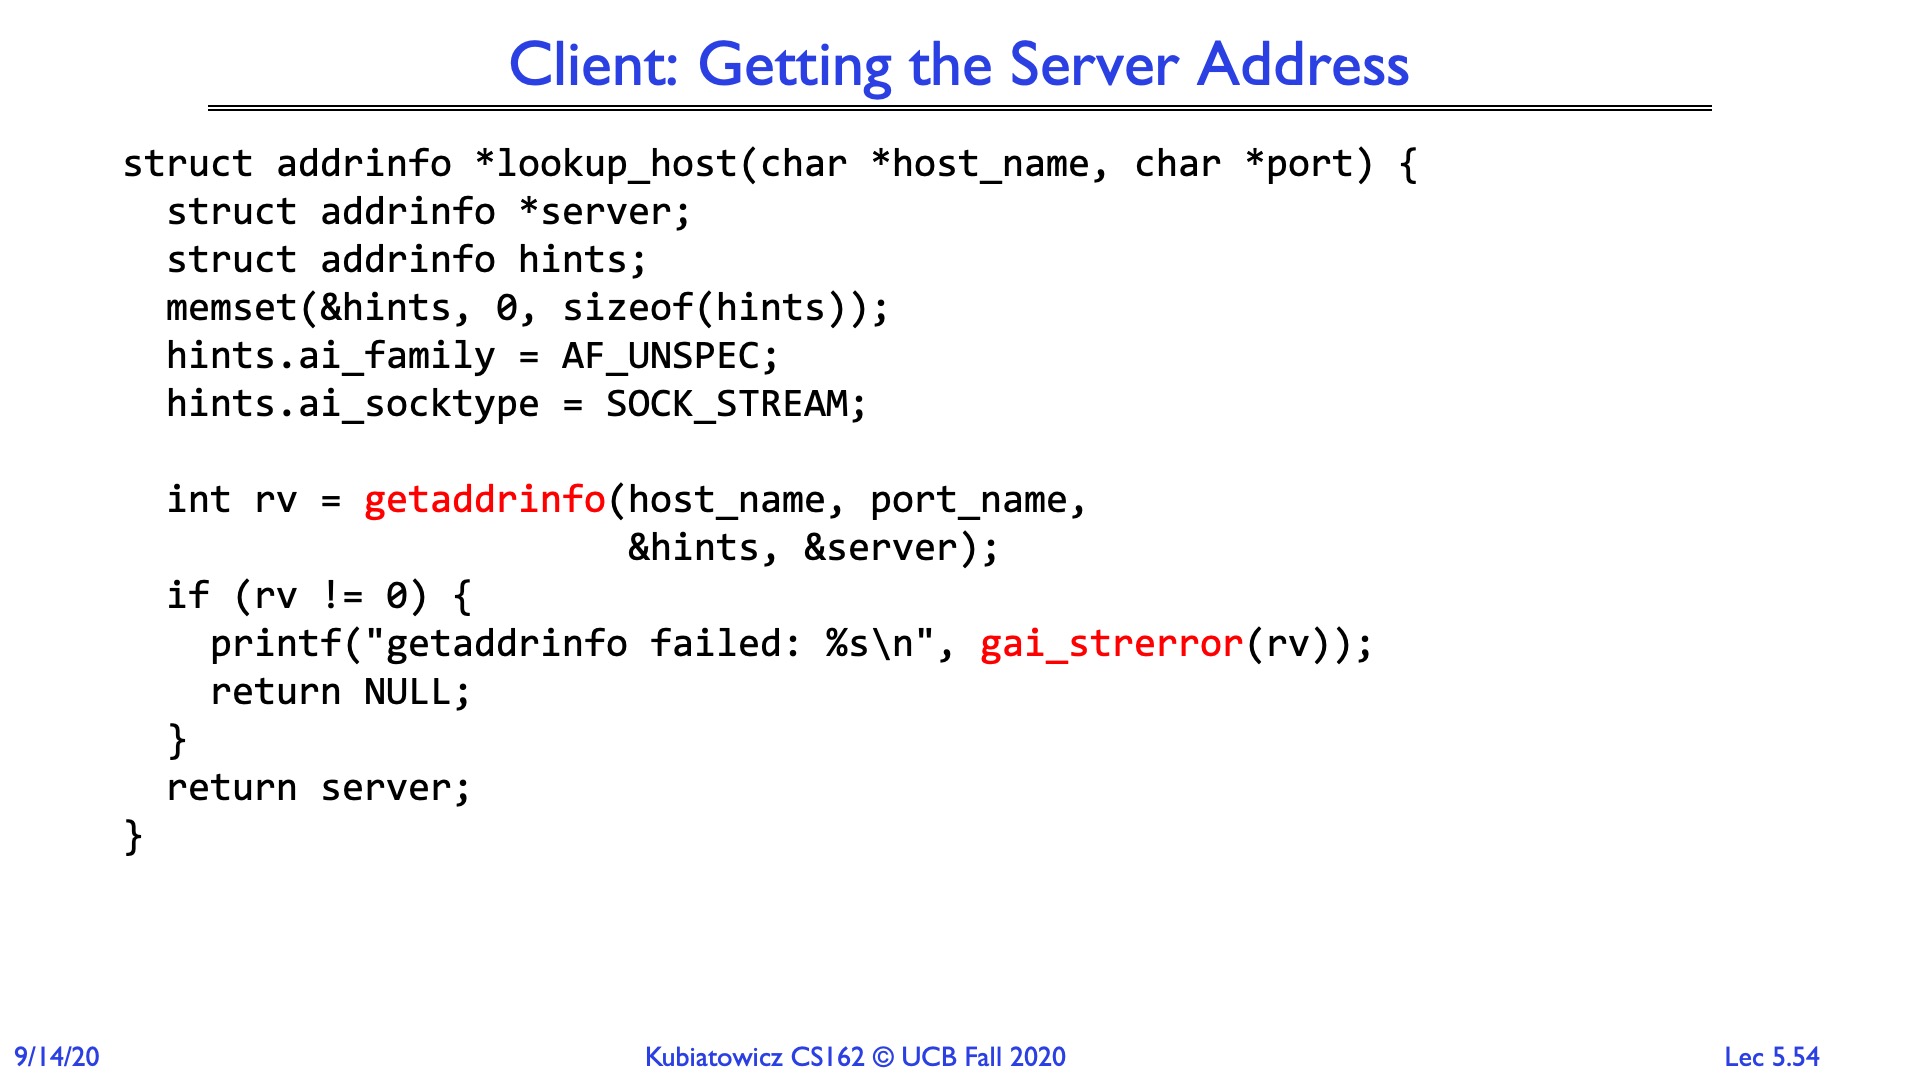 Client: Getting the Server Address
struct addrinfo *lookup_host(char *host_name, char *port) {
  struct addrinfo *server;
  struct addrinfo hints;
  memset(&hints, 0, sizeof(hints));
  hints.ai_family = AF_UNSPEC;
  hints.ai_socktype = SOCK_STREAM;
  int rv = getaddrinfo(host_name, port_name,
                       &hints, &server);
  if (rv != 0) {
    printf("getaddrinfo failed: %s\n", gai_strerror(rv));
    return NULL;
  }
  return server;
}
9/14/20
Kubiatowicz CS162 © UCB Fall 2020
Lec 5.54